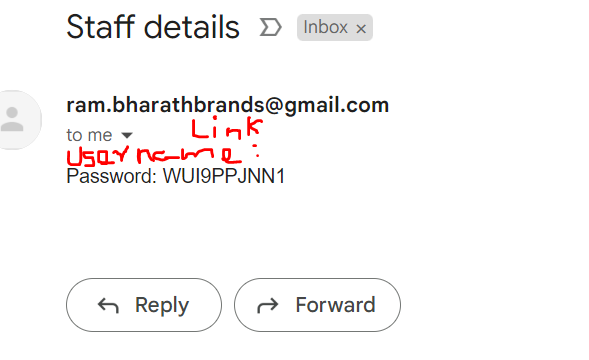 Staff details Inbox x
ram.bharathbrands@gmail.com
to me Link
Username:
Password: WUI9PPJNN1
Reply Forward